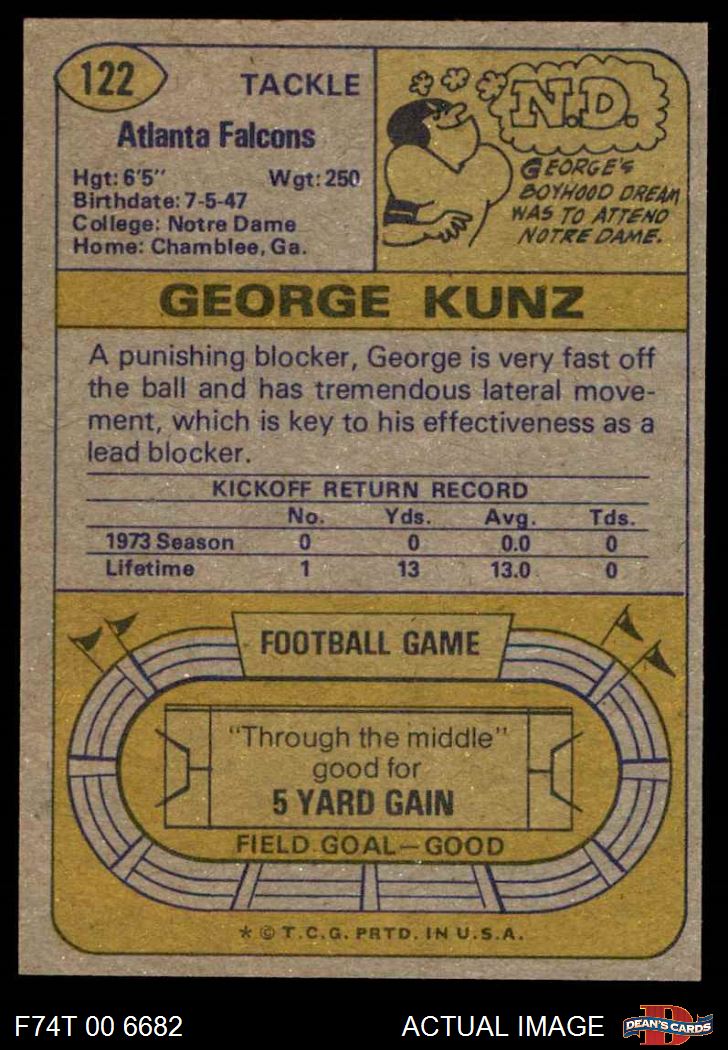 122
TACKLE
Atlanta Falcons
Hgt: 6'5" Wgt: 250
Birthdate: 7-5-47
College: Notre Dame
Home: Chamblee, Ga.
N.D.
GEORGE'S
BOYHOOD DREAM
WAS TO ATTEND
NOTRE DAME.
GEORGE KUNZ
A punishing blocker, George is very fast off
the ball and has tremendous lateral move-
ment, which is key to his effectiveness as a
lead blocker.
KICKOFF RETURN RECORD
No. Yds. Avg. Tds.
1973 Season 0 0 0.0 0
Lifetime 1 13 13.0 0
FOOTBALL GAME
"Through the middle"
good for
5 YARD GAIN
FIELD GOAL—GOOD
* © T.C.G. PRTD. IN U.S.A.
F74T 00 6682 ACTUAL IMAGE
D
DEAN'S CARDS